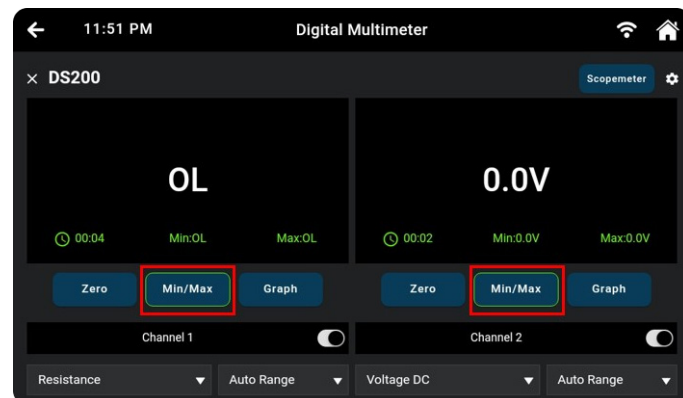 11:51 PM Digital Multimeter
× DS200 Scopemeter
OL 0.0V
00:04 Min:OL Max:OL 00:02 Min:0.0V Max:0.0V
Zero Min/Max Graph Zero Min/Max Graph
Channel 1 Channel 2
Resistance Auto Range Voltage DC Auto Range